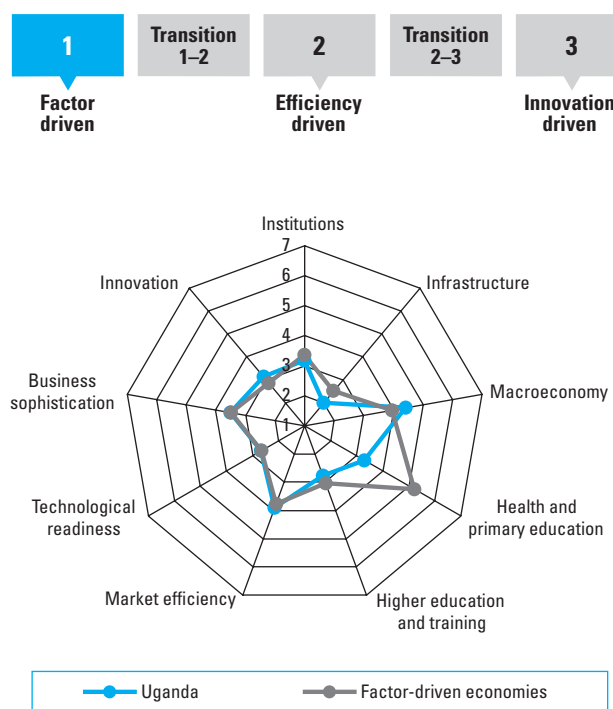 1
Transition
1–2
2
Transition
2–3
3
Factor
driven
Efficiency
driven
Innovation
driven
Institutions
7
6
5
4
3
2
1
Innovation
Infrastructure
Business
sophistication
Macroeconomy
Technological
readiness
Health and
primary education
Market efficiency
Higher education
and training
Uganda
Factor-driven economies